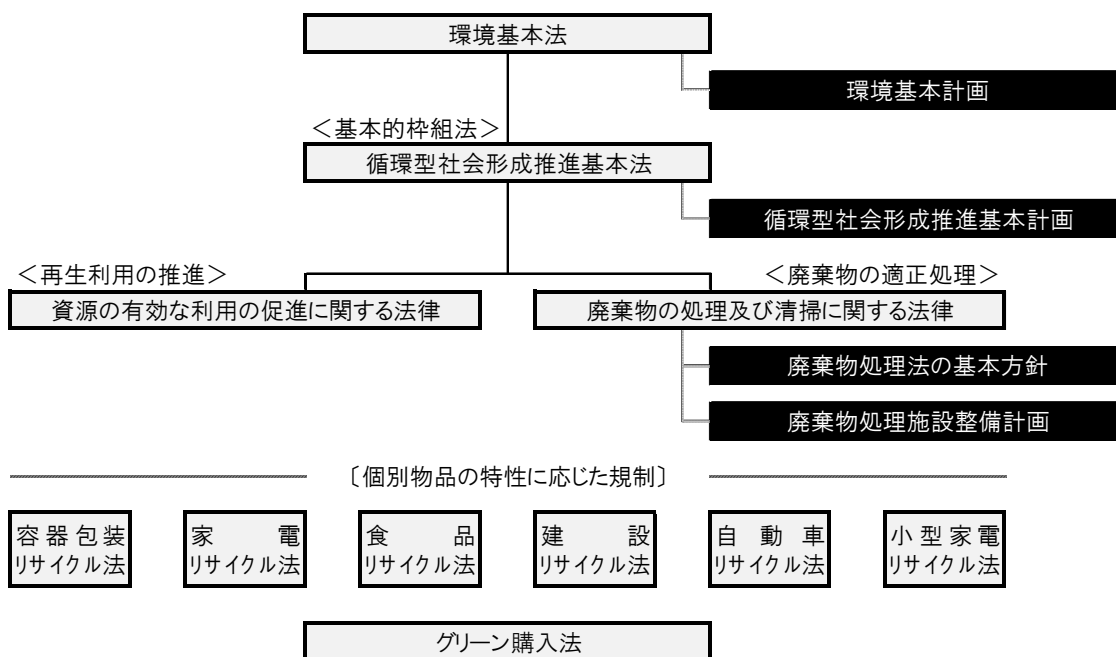 環境基本法
環境基本計画
＜基本的枠組法＞
循環型社会形成推進基本法
循環型社会形成推進基本計画
＜再生利用の推進＞
＜廃棄物の適正処理＞
資源の有効な利用の促進に関する法律
廃棄物の処理及び清掃に関する法律
廃棄物処理法の基本方針
廃棄物処理施設整備計画
〔個別物品の特性に応じた規制〕
容器包装
リサイクル法
家電
リサイクル法
食品
リサイクル法
建設
リサイクル法
自動車
リサイクル法
小型家電
リサイクル法
グリーン購入法